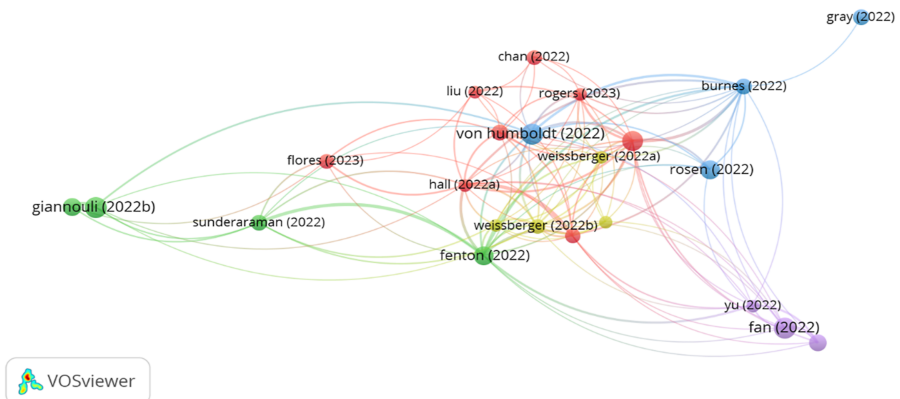 gray (2022)
chan (2022)
burnes (2022)
liu (2022)
rogers (2023)
von humboldt (2022)
weissberger (2022a)
flores (2023)
rosen (2022)
hall (2022a)
giannouli (2022b)
sunderaraman (2022)
weissberger (2022b)
fenton (2022)
yu (2022)
fan (2022)
VOSviewer